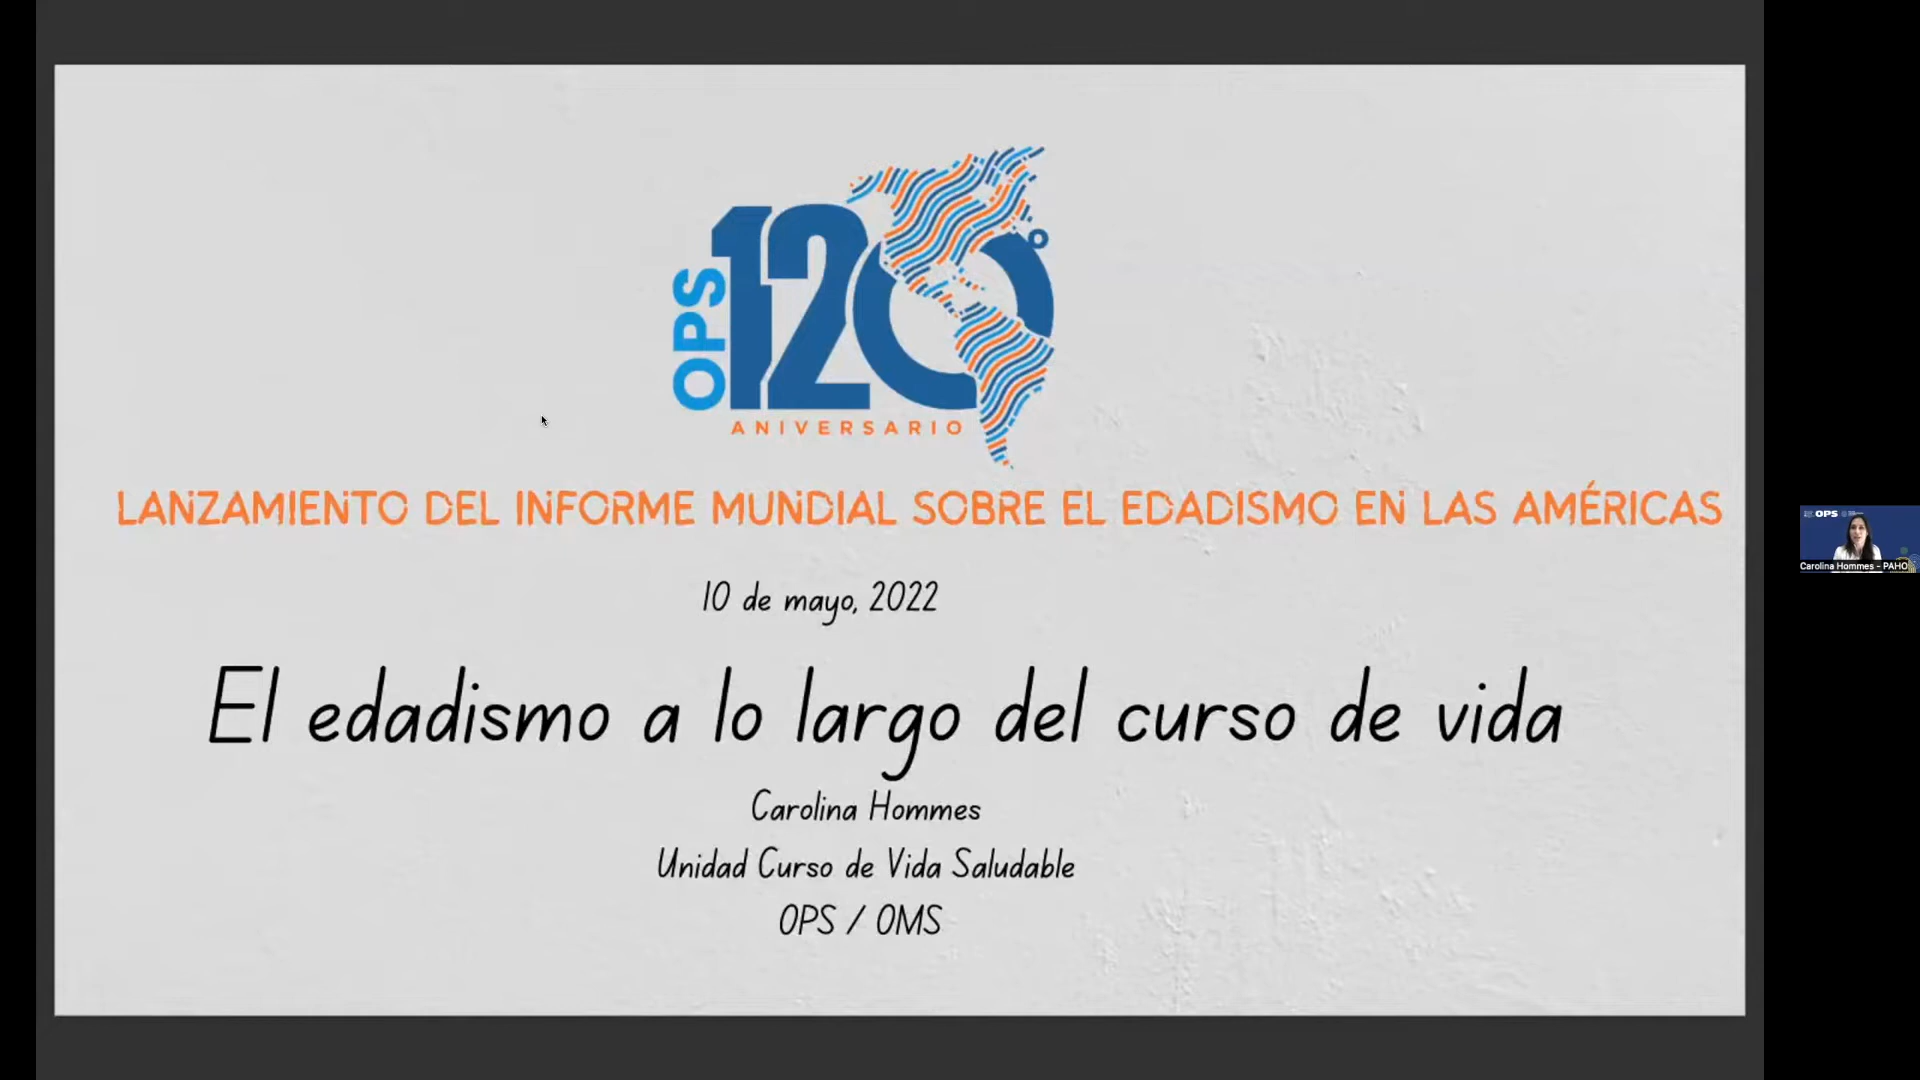 OPS
120º
ANIVERSARIO
LANZAMIENTO DEL INFORME MUNDIAL SOBRE EL EDADISMO EN LAS AMÉRICAS
10 de mayo, 2022
El edadismo a lo largo del curso de vida
Carolina Hommes
Unidad Curso de Vida Saludable
OPS / OMS
OPS
Carolina Hommes - PAHO